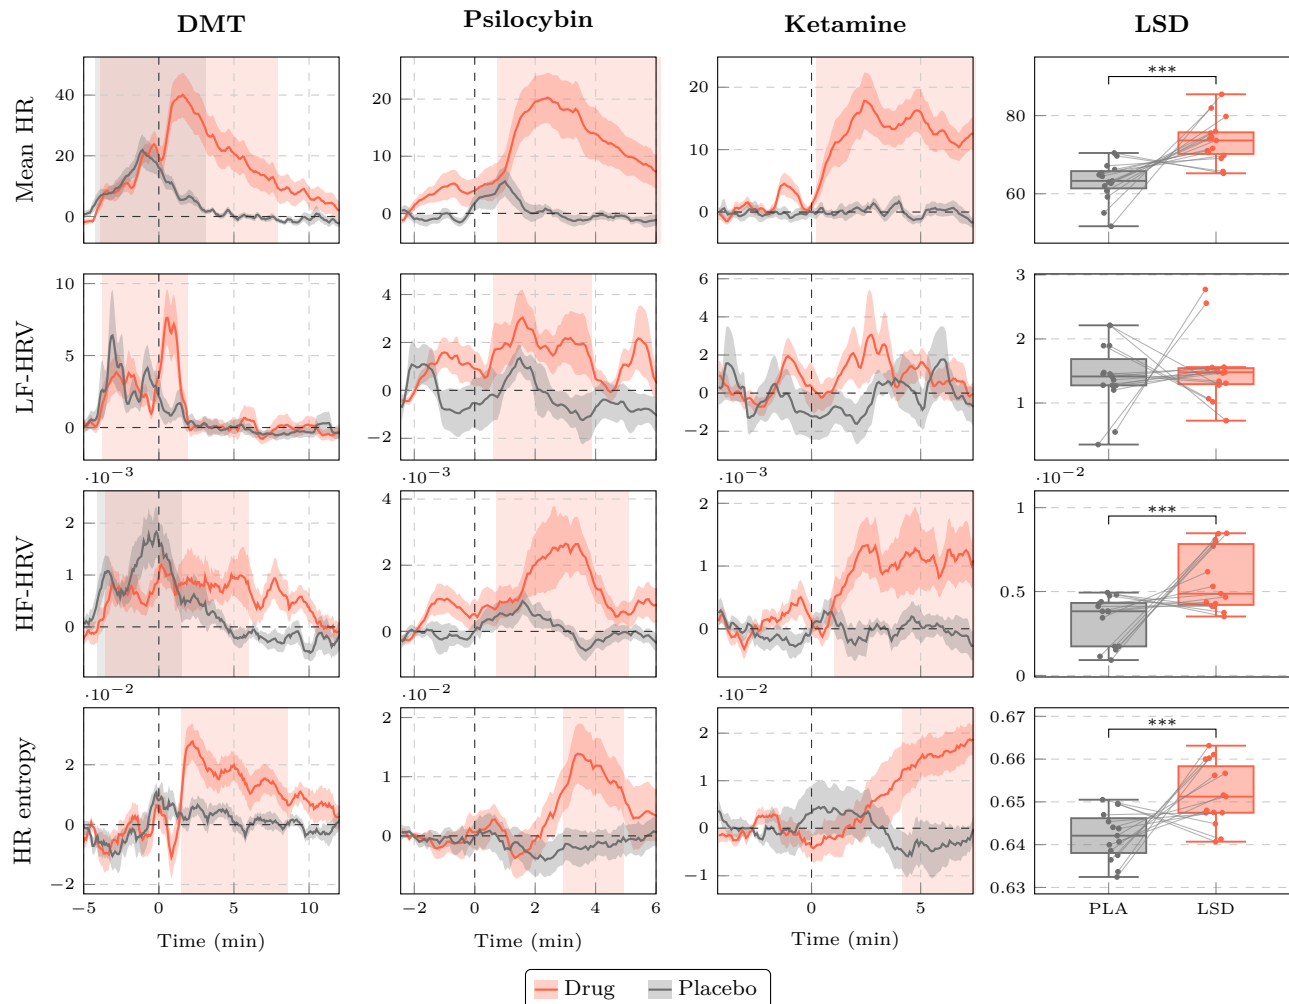 DMT Psilocybin Ketamine LSD
Mean HR
0 20 40
0 10 20
0 10 20
60 80
***
LF-HRV
0 5 10
−2 0 2 4
−2 0 2 4 6
1 2 3
HF-HRV
·10⁻³ ·10⁻³ ·10⁻³ ·10⁻²
0 1 2
0 1 2 3 4
0 1 2
0 0.5 1
***
HR entropy
·10⁻² ·10⁻² ·10⁻²
−2 0 2
0 1 2
−1 0 1 2
0.63 0.64 0.65 0.66 0.67
***
−5 0 5 10
−2 0 2 4 6
0 5
PLA LSD
Time (min) Time (min) Time (min)
Drug Placebo